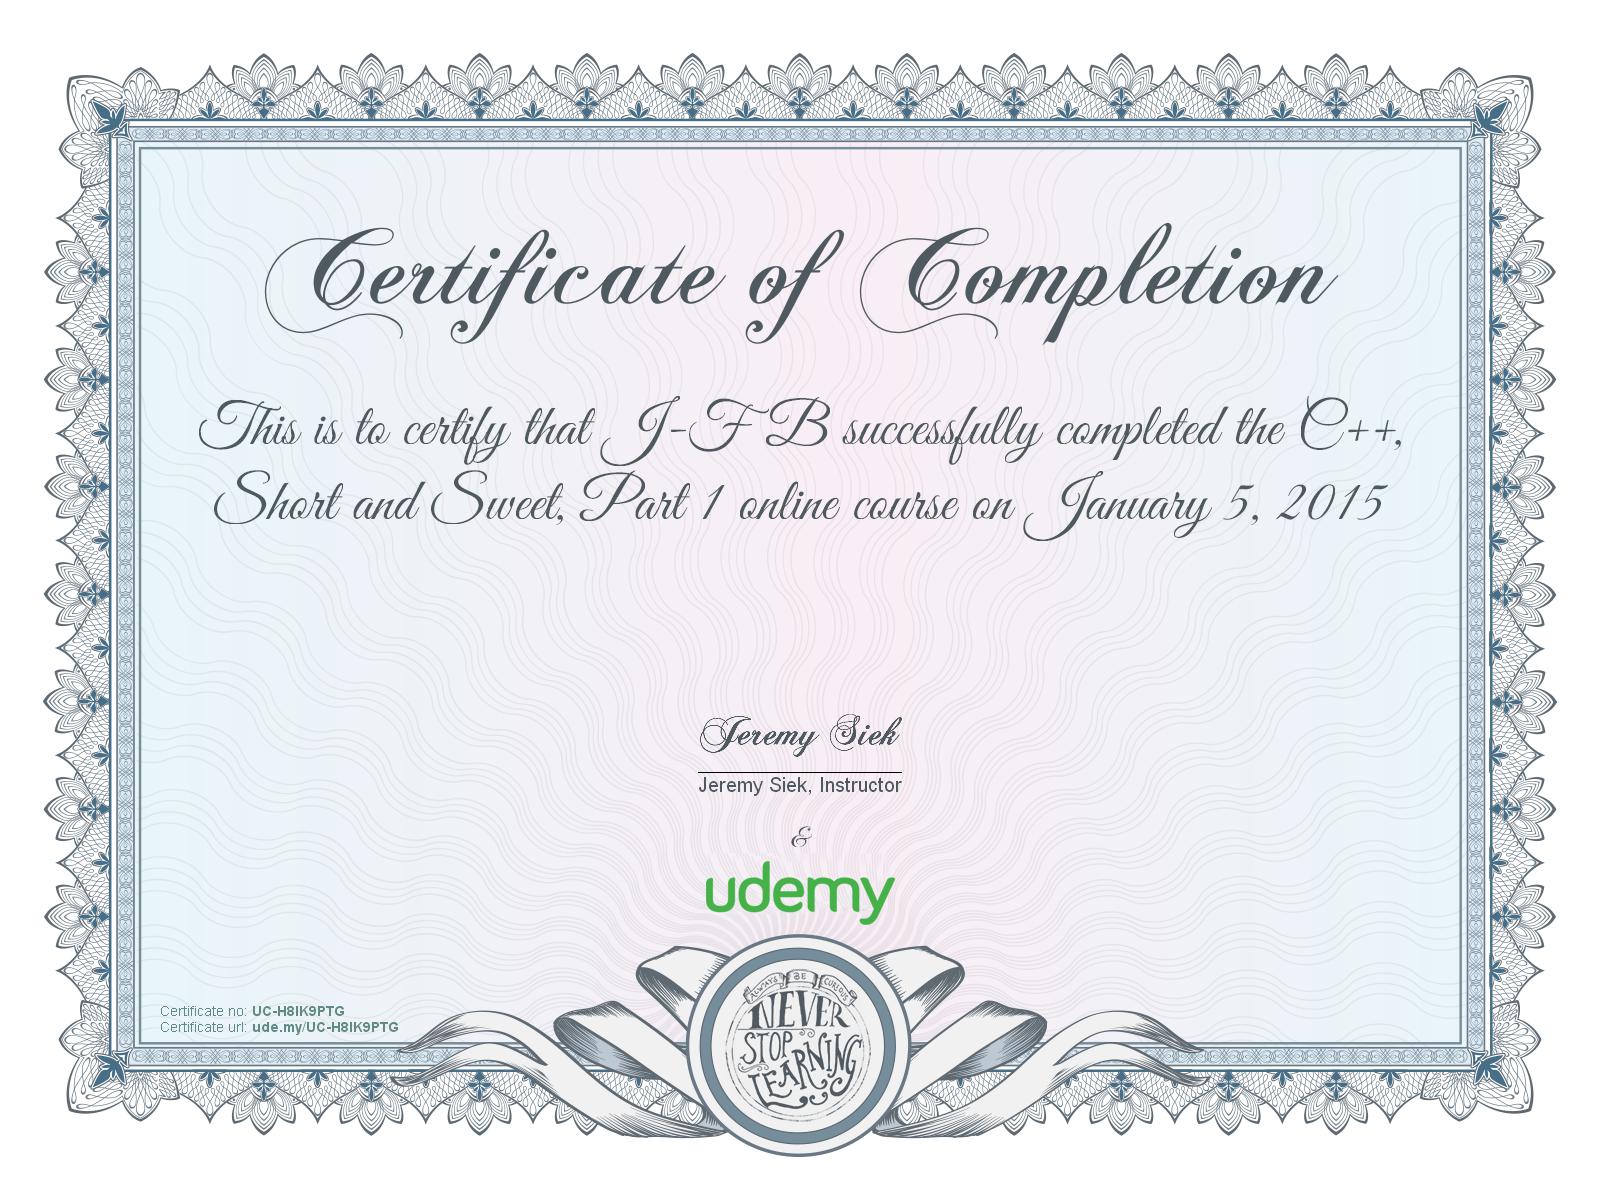 Certificate of Completion
This is to certify that J-F B successfully completed the C++,
Short and Sweet, Part 1 online course on January 5, 2015
Jeremy Siek
Jeremy Siek, Instructor
&
udemy
ALWAYS BE CURIOUS
NEVER
STOP
LEARNING
Certificate no: UC-H8IK9PTG
Certificate url: ude.my/UC-H8IK9PTG